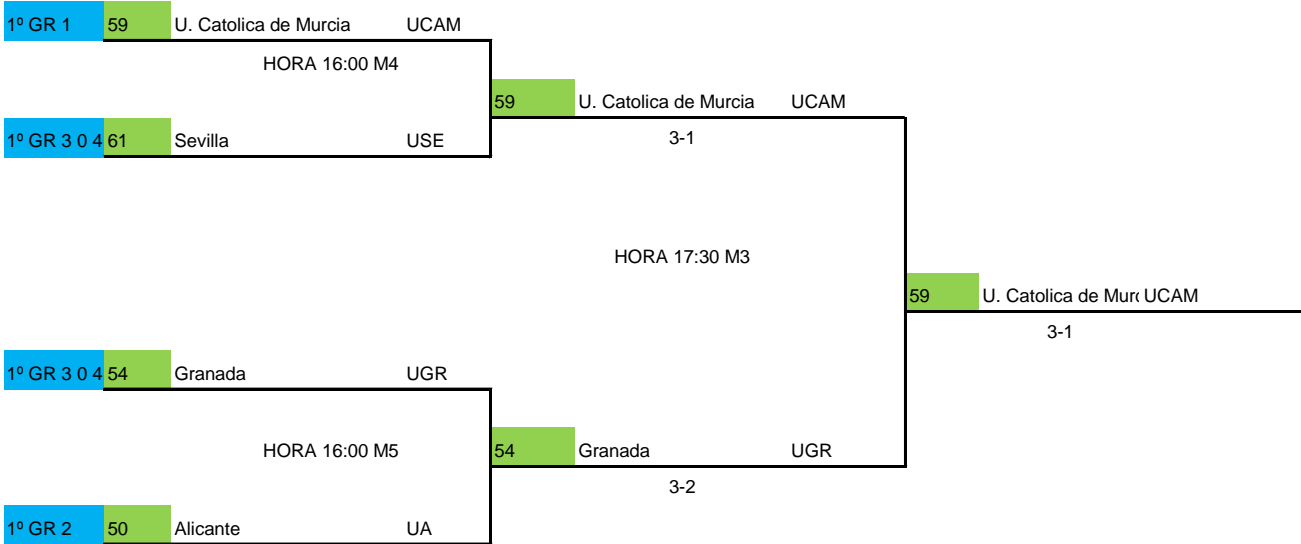 1º GR 1 59 U. Catolica de Murcia UCAM
HORA 16:00 M4
59 U. Catolica de Murcia UCAM
1º GR 3 0 4 61 Sevilla USE
3-1
HORA 17:30 M3
59 U. Catolica de Murc UCAM
3-1
1º GR 3 0 4 54 Granada UGR
HORA 16:00 M5
54 Granada UGR
3-2
1º GR 2 50 Alicante UA